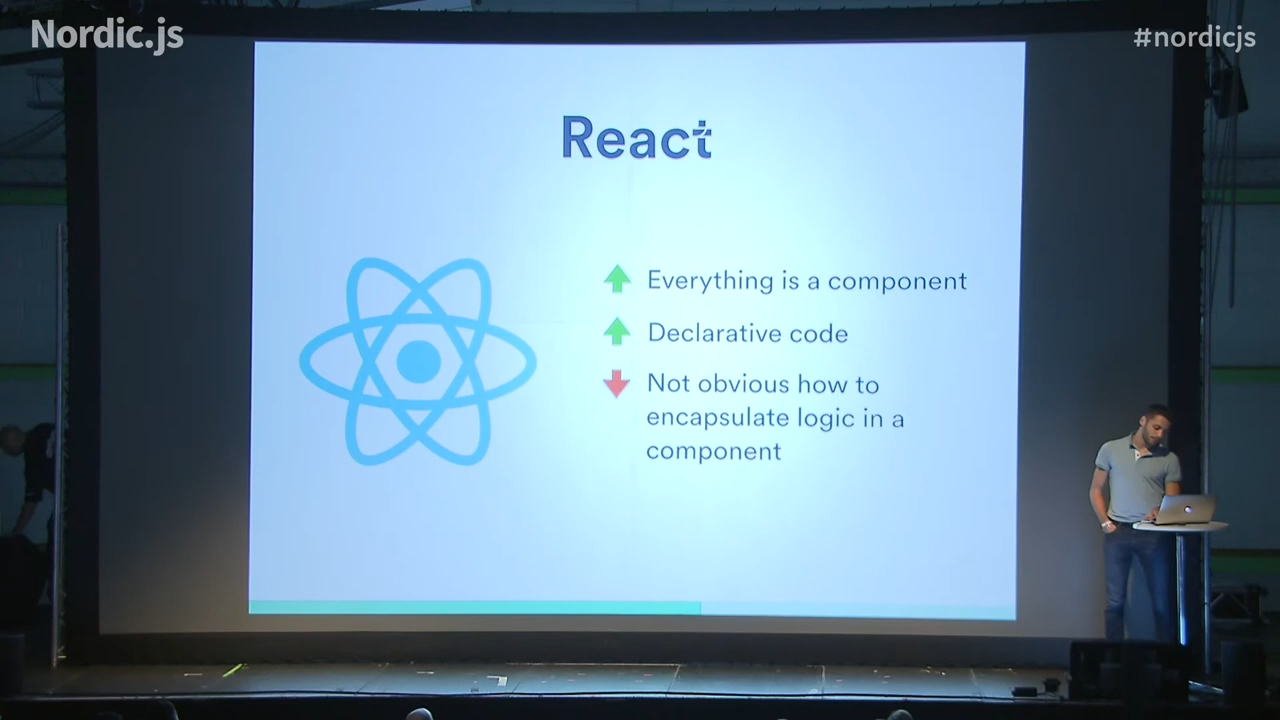 Nordic.js
#nordicjs
React
Everything is a component
Declarative code
Not obvious how to
encapsulate logic in a
component